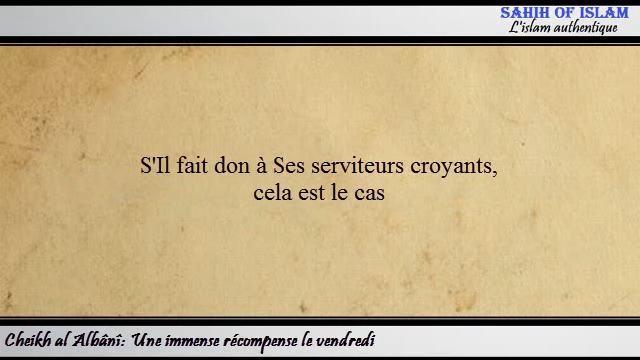 SAHIH OF ISLAM
L'islam authentique
S'Il fait don à Ses serviteurs croyants,
cela est le cas
Cheikh al Albânî: Une immense récompense le vendredi